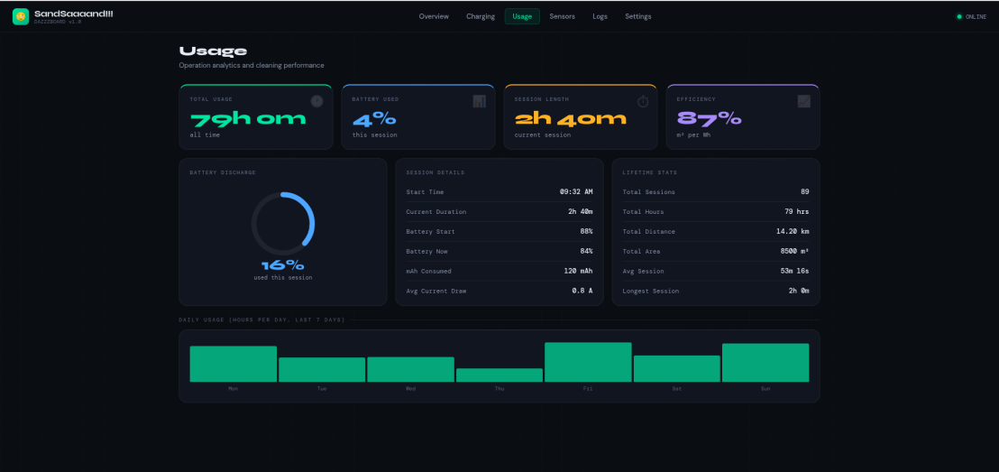 SandSaaaand!!!
DAZZZBOARD v1.0
Overview
Charging
Usage
Sensors
Logs
Settings
ONLINE
Usage
Operation analytics and cleaning performance
TOTAL USAGE
79h 0m
all time
BATTERY USED
4%
this session
SESSION LENGTH
2h 40m
current session
EFFICIENCY
87%
m² per Wh
BATTERY DISCHARGE
16%
used this session
SESSION DETAILS
Start Time 09:32 AM
Current Duration 2h 40m
Battery Start 88%
Battery Now 84%
mAh Consumed 120 mAh
Avg Current Draw 0.8 A
LIFETIME STATS
Total Sessions 89
Total Hours 79 hrs
Total Distance 14.20 km
Total Area 8500 m²
Avg Session 53m 16s
Longest Session 2h 0m
DAILY USAGE (HOURS PER DAY, LAST 7 DAYS)
Mon Tue Wed Thu Fri Sat Sun